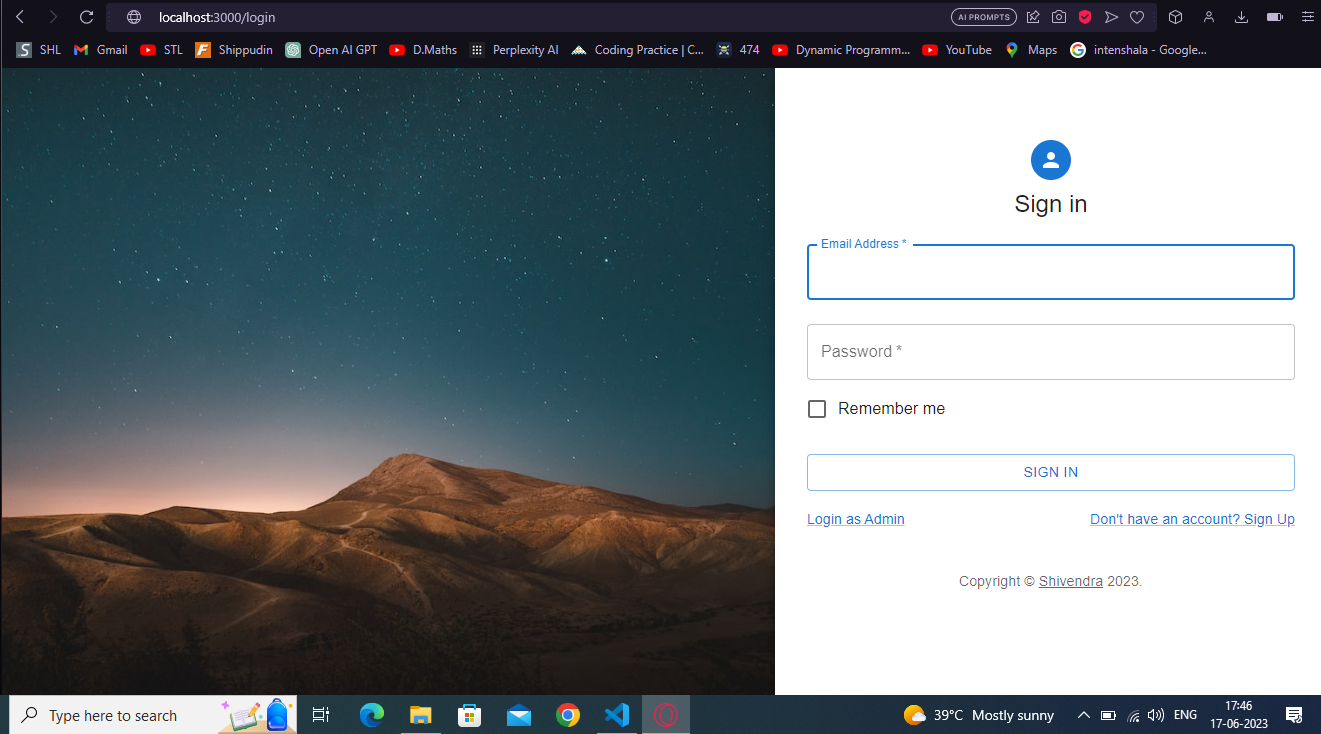 localhost:3000/login
AI PROMPTS
SHL
Gmail
STL
Shippudin
Open AI GPT
D.Maths
Perplexity AI
Coding Practice | C...
474
Dynamic Programm...
YouTube
Maps
intenshala - Google...
Sign in
Email Address *
Password *
Remember me
SIGN IN
Login as Admin
Don't have an account? Sign Up
Copyright © Shivendra 2023.
Type here to search
39°C Mostly sunny
ENG
17:46
17-06-2023